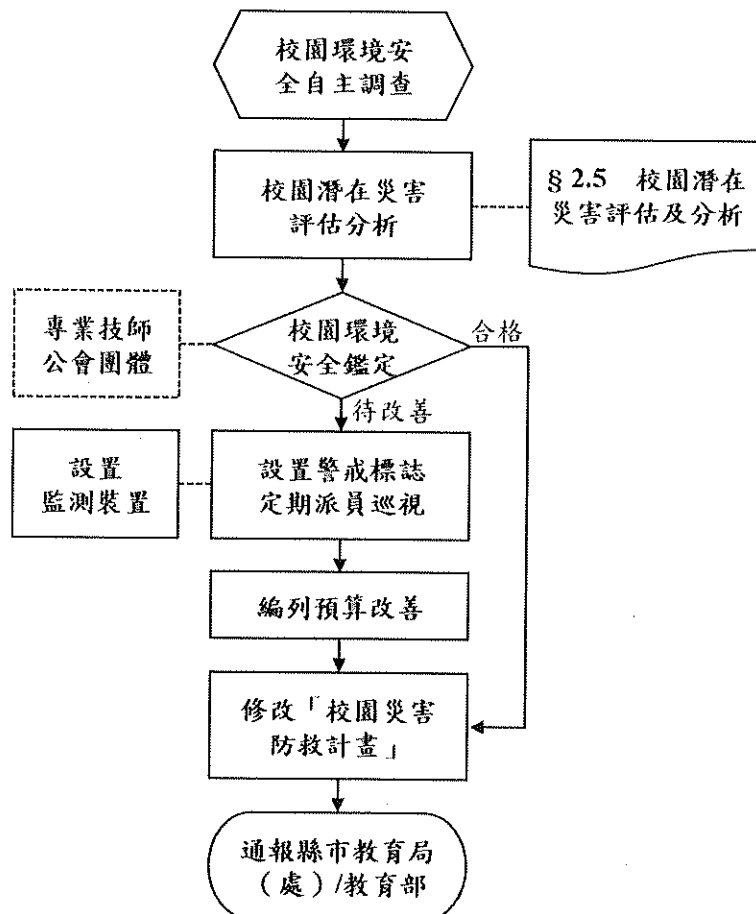 校園環境安
全自主調查
校園潛在災害
評估分析
§ 2.5 校園潛在
災害評估及分析
專業技師
公會團體
校園環境
安全鑑定
合格
待改善
設置
監測裝置
設置警戒標誌
定期派員巡視
編列預算改善
修改「校園災害
防救計畫」
通報縣市教育局
（處）/教育部